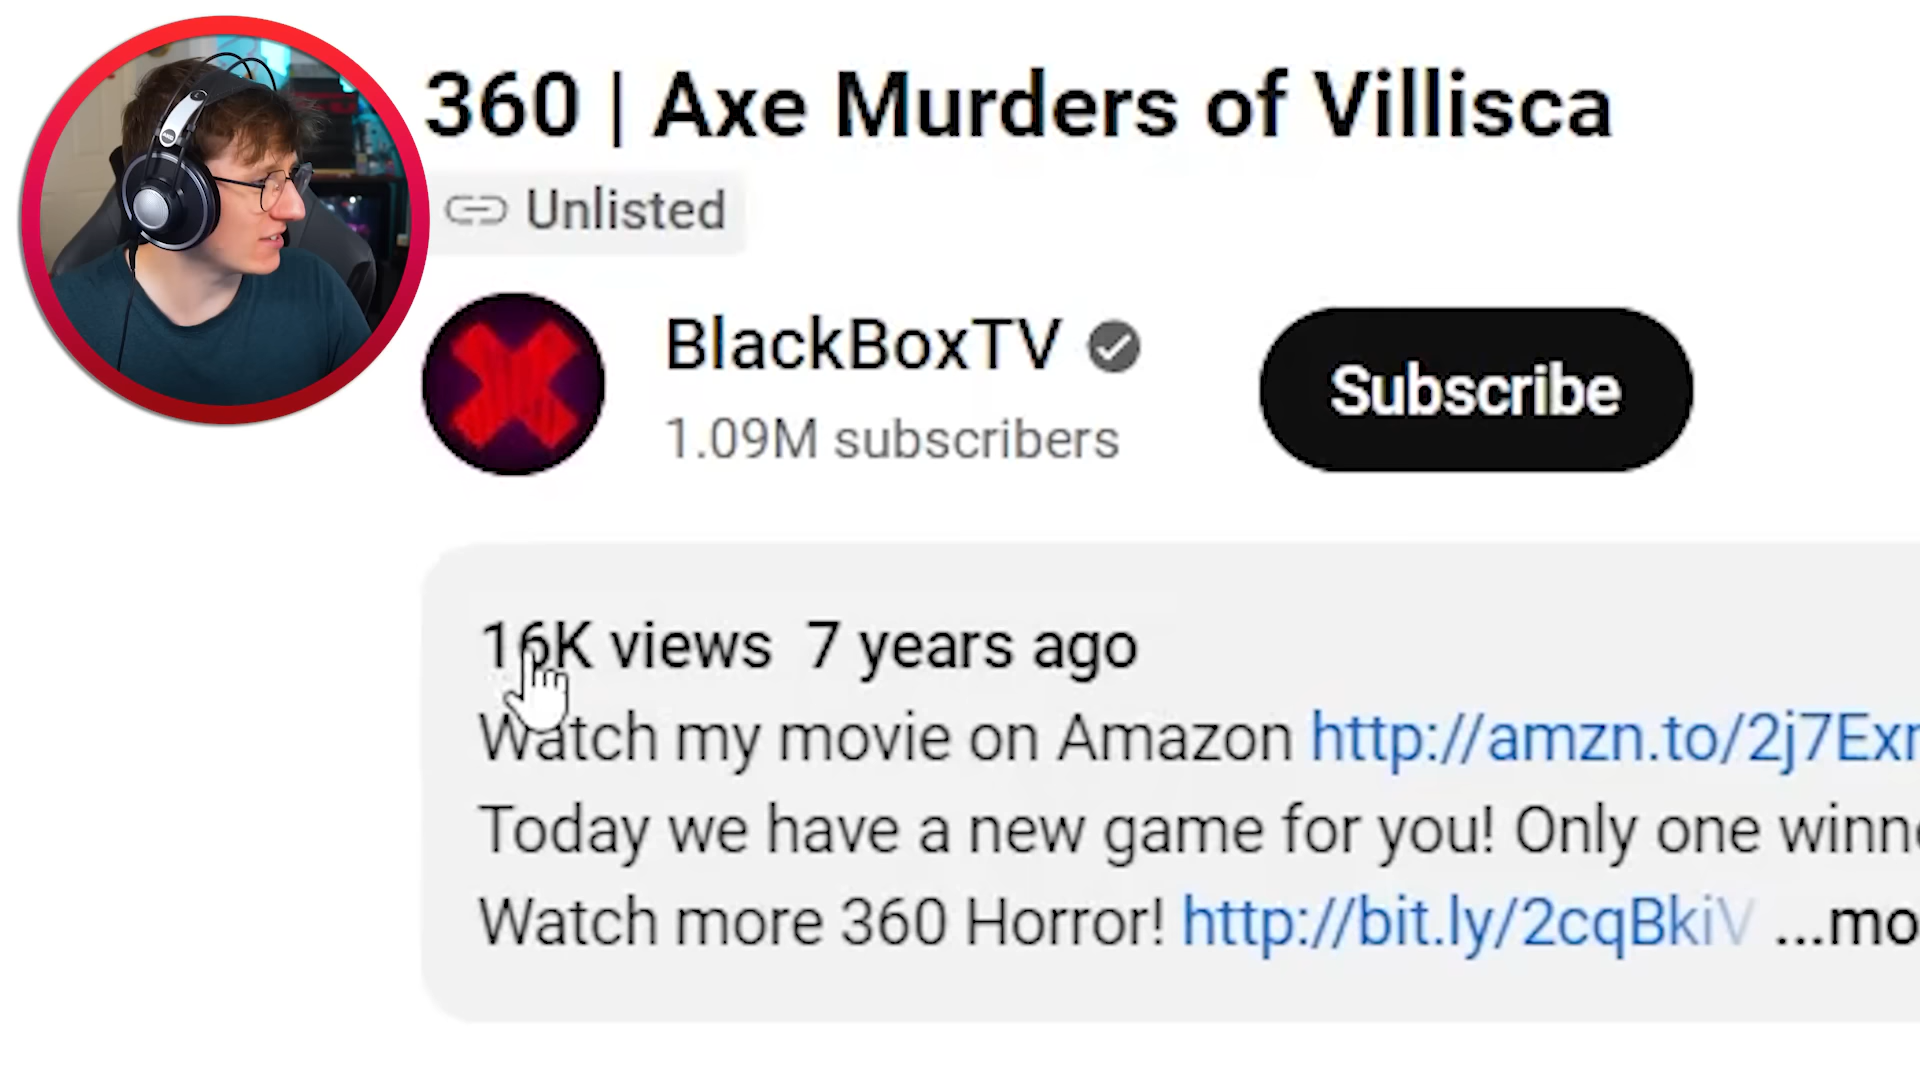 360 | Axe Murders of Villisca
Unlisted
BlackBoxTV
1.09M subscribers
Subscribe
16K views 7 years ago
Watch my movie on Amazon http://amzn.to/2j7Exr
Today we have a new game for you! Only one winne
Watch more 360 Horror! http://bit.ly/2cqBkiV ...mo